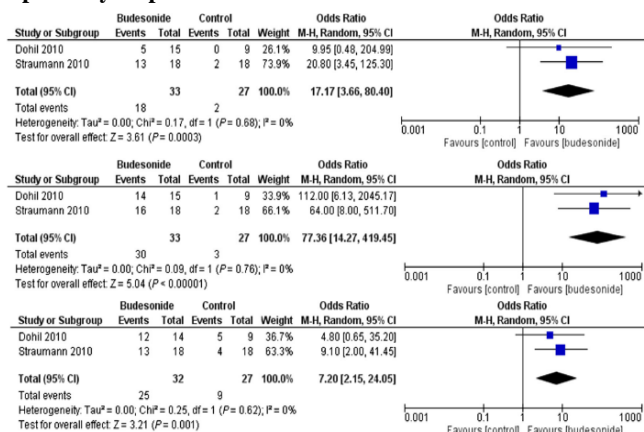 Budesonide Control Odds Ratio Odds Ratio
Study or Subgroup Events Total Events Total Weight M-H, Random, 95% CI M-H, Random, 95% CI
Dohil 2010 5 15 0 9 26.1% 9.95 [0.48, 204.99]
Straumann 2010 13 18 2 18 73.9% 20.80 [3.45, 125.30]
Total (95% CI) 33 27 100.0% 17.17 [3.66, 80.40]
Total events 18 2
Heterogeneity: Tau² = 0.00; Chi² = 0.17, df = 1 (P = 0.68); I² = 0%
Test for overall effect: Z = 3.61 (P = 0.0003)
0.001 0.1 1 10 1000
Favours [control] Favours [budesonide]
Budesonide Control Odds Ratio Odds Ratio
Study or Subgroup Events Total Events Total Weight M-H, Random, 95% CI M-H, Random, 95% CI
Dohil 2010 14 15 1 9 33.9% 112.00 [6.13, 2045.17]
Straumann 2010 16 18 2 18 66.1% 64.00 [8.00, 511.70]
Total (95% CI) 33 27 100.0% 77.36 [14.27, 419.45]
Total events 30 3
Heterogeneity: Tau² = 0.00; Chi² = 0.09, df = 1 (P = 0.76); I² = 0%
Test for overall effect: Z = 5.04 (P < 0.00001)
0.001 0.1 1 10 1000
Favours [control] Favours [budesonide]
Budesonide Control Odds Ratio Odds Ratio
Study or Subgroup Events Total Events Total Weight M-H, Random, 95% CI M-H, Random, 95% CI
Dohil 2010 12 14 5 9 36.7% 4.80 [0.65, 35.20]
Straumann 2010 13 18 4 18 63.3% 9.10 [2.00, 41.45]
Total (95% CI) 32 27 100.0% 7.20 [2.15, 24.05]
Total events 25 9
Heterogeneity: Tau² = 0.00; Chi² = 0.25, df = 1 (P = 0.62); I² = 0%
Test for overall effect: Z = 3.21 (P = 0.001)
0.001 0.1 1 10 1000
Favours [control] Favours [budesonide]